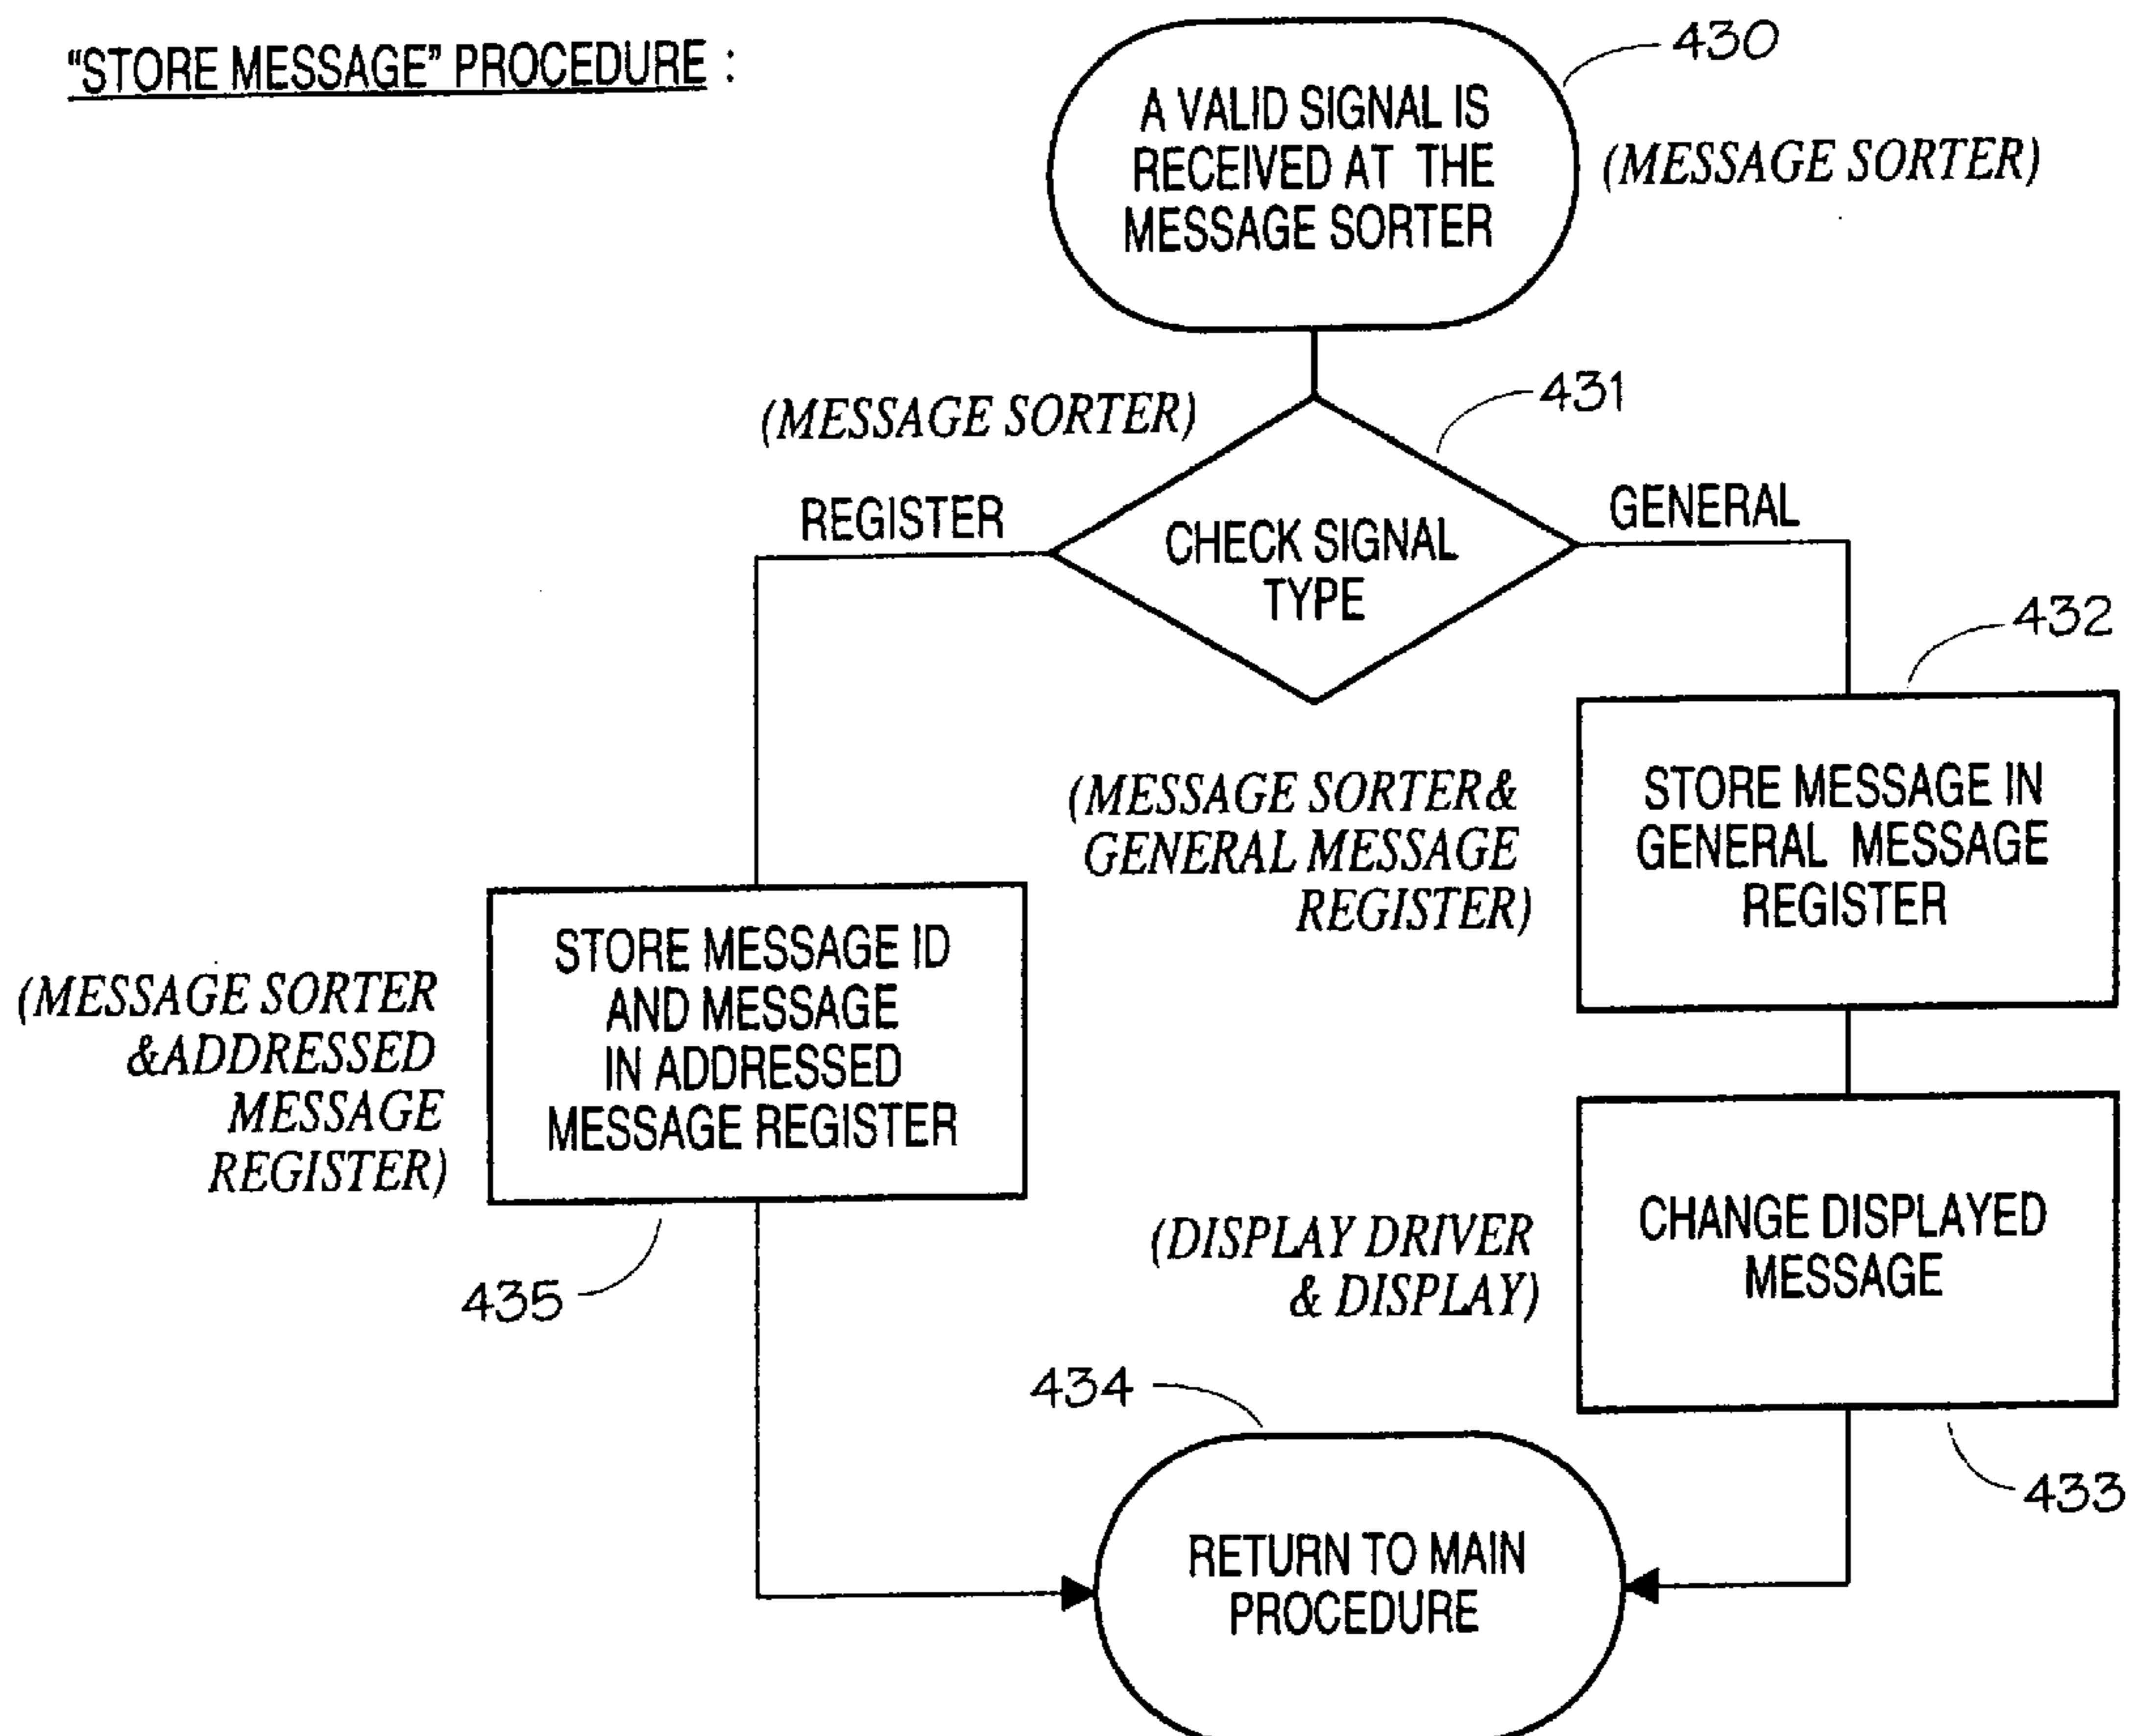 "STORE MESSAGE" PROCEDURE :
430
A VALID SIGNAL IS
RECEIVED AT THE
MESSAGE SORTER
(MESSAGE SORTER)
431
(MESSAGE SORTER)
REGISTER
CHECK SIGNAL
TYPE
GENERAL
432
STORE MESSAGE IN
GENERAL MESSAGE
REGISTER
(MESSAGE SORTER&
GENERAL MESSAGE
REGISTER)
STORE MESSAGE ID
AND MESSAGE
IN ADDRESSED
MESSAGE REGISTER
(MESSAGE SORTER
&ADDRESSED
MESSAGE
REGISTER)
435
CHANGE DISPLAYED
MESSAGE
(DISPLAY DRIVER
& DISPLAY)
433
434
RETURN TO MAIN
PROCEDURE